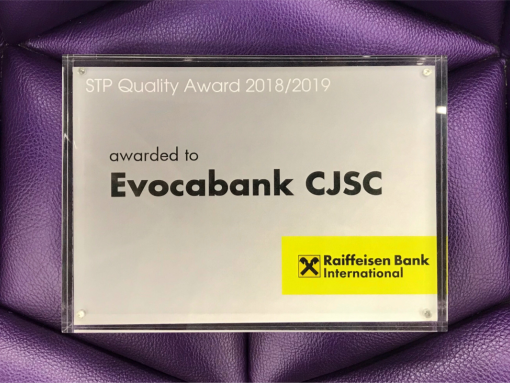 STP Quality Award 2018/2019
awarded to
Evocabank CJSC
Raiffeisen Bank
International